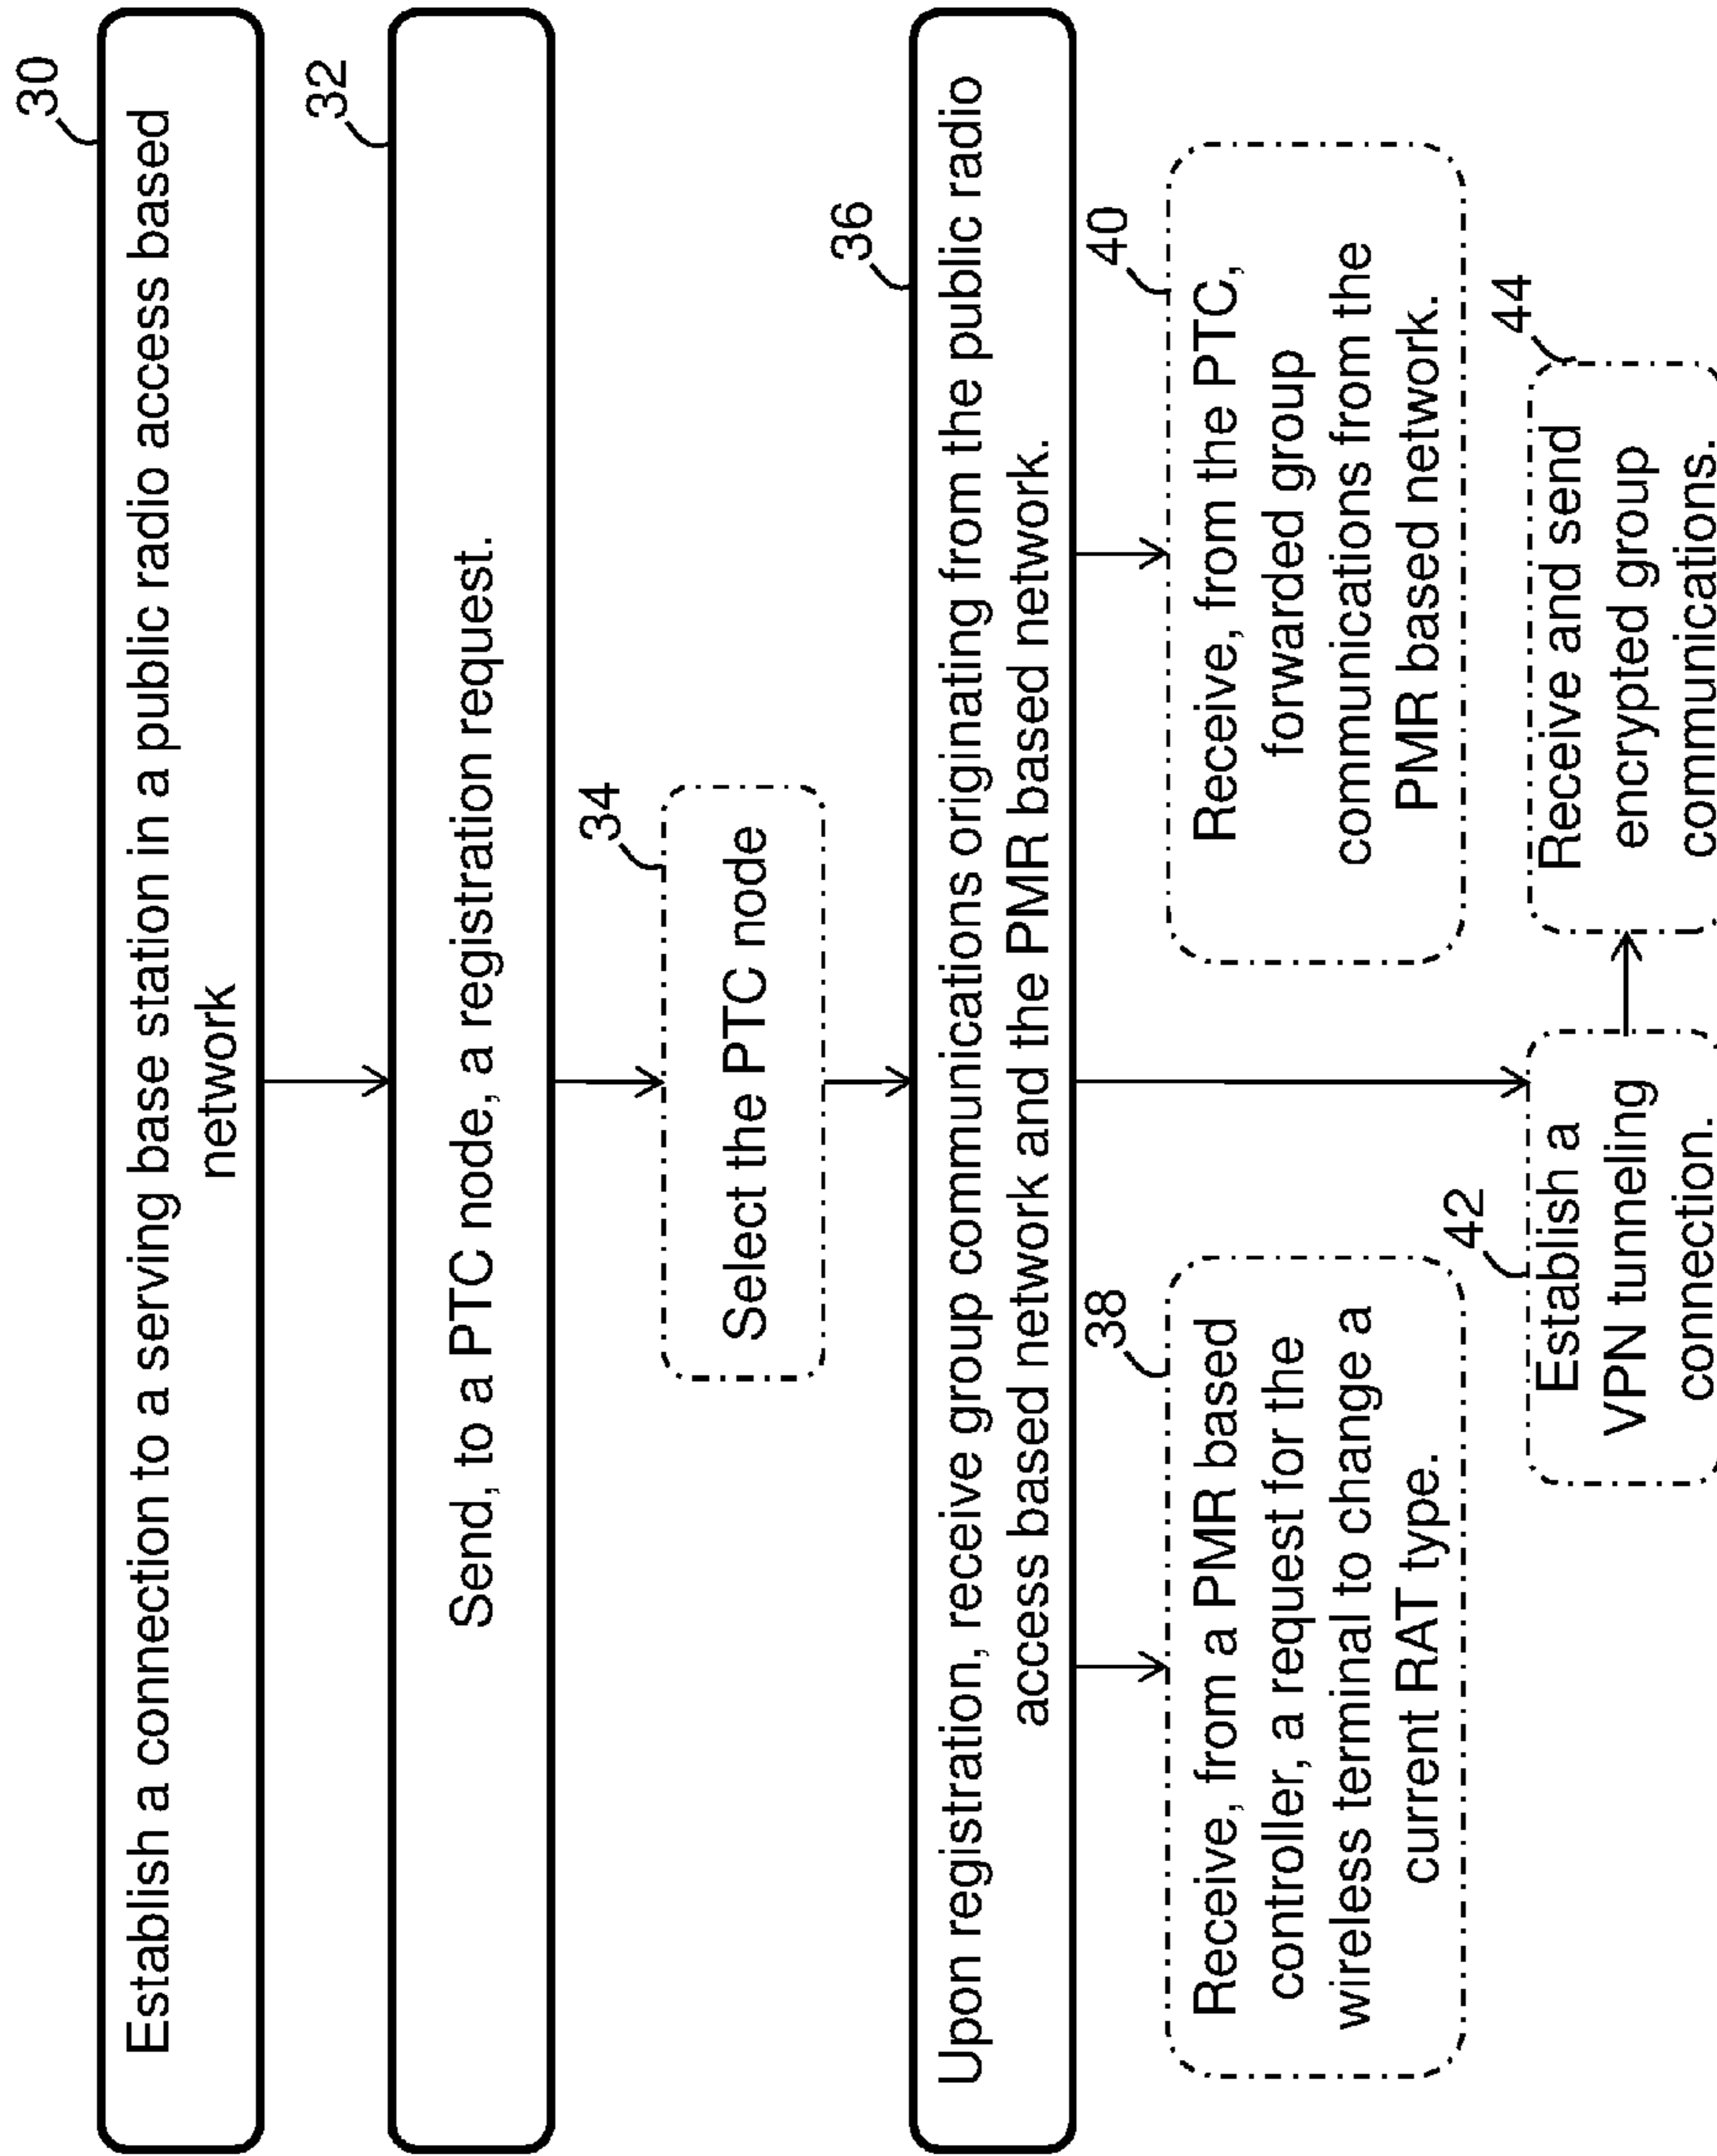 30
Establish a connection to a serving base station in a public radio access based
network
32
Send, to a PTC node, a registration request.
34
Select the PTC node
36
Upon registration, receive group communications originating from the public radio
access based network and the PMR based network.
38
Receive, from a PMR based
controller, a request for the
wireless terminal to change a
current RAT type.
40
Receive, from the PTC,
forwarded group
communications from the
PMR based network.
42
Establish a
VPN tunneling
connection.
44
Receive and send
encrypted group
communications.